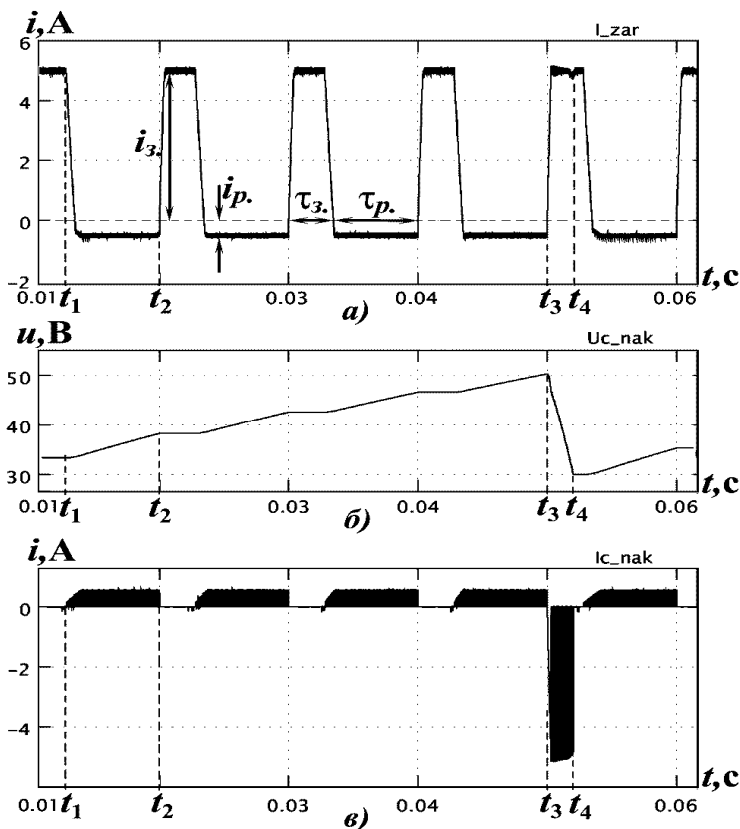 i,А I_zar
6
4
2
0
-2
iз.
iр.
τз. τр.
0.01 t1 t2 0.03 0.04 t3 t4 0.06 t,с
а)
u,В Uc_nak
50
40
30
0.01 t1 t2 0.03 0.04 t3 t4 0.06 t,с
б)
i,А Ic_nak
0
-2
-4
0.01 t1 t2 0.03 0.04 t3 t4 0.06 t,с
в)